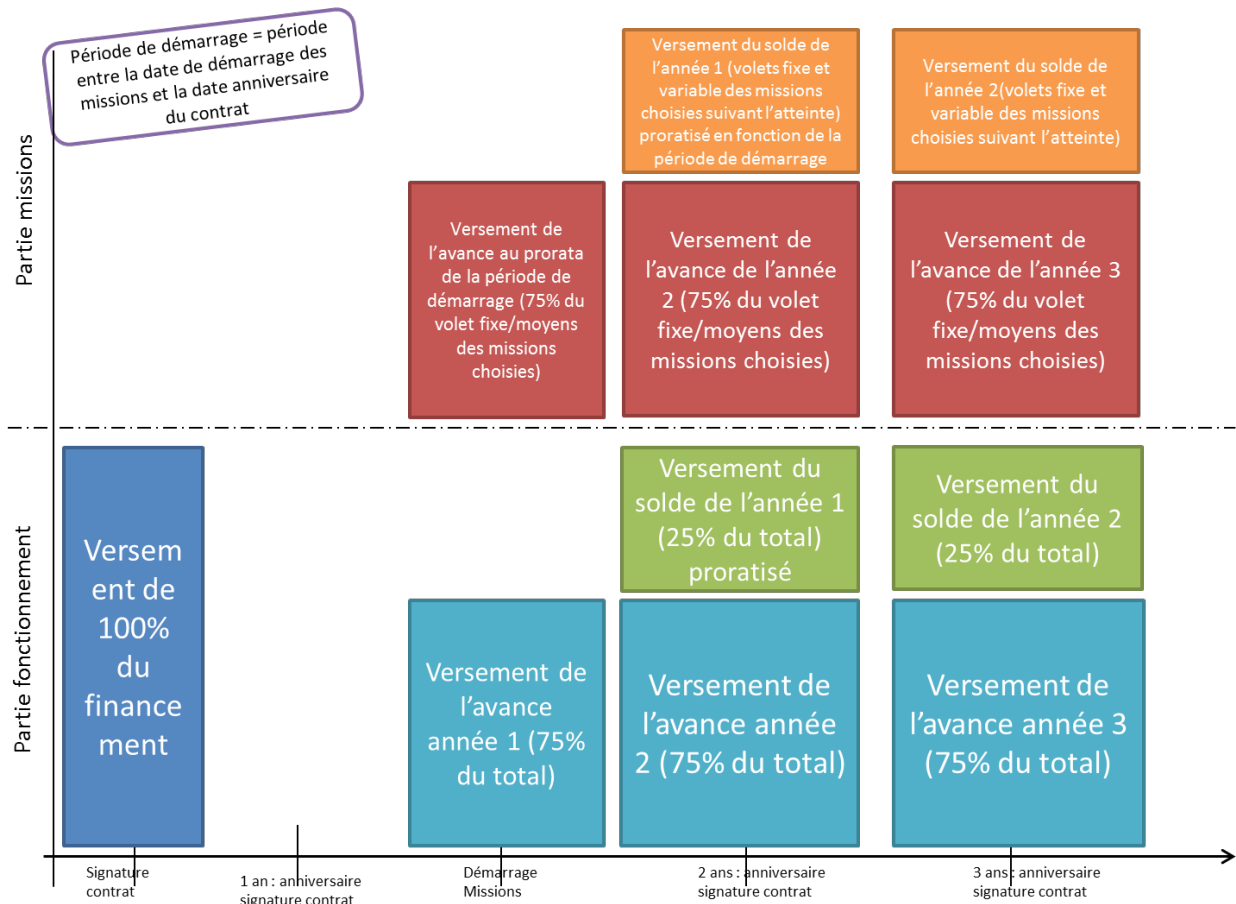 Période de démarrage = période
entre la date de démarrage des
missions et la date anniversaire
du contrat
Partie missions
Versement de
l’avance au prorata
de la période de
démarrage (75% du
volet fixe/moyens
des missions
choisies)
Versement du solde de
l’année 1 (volets fixe et
variable des missions
choisies suivant l’atteinte)
proratisé en fonction de la
période de démarrage
Versement de
l’avance de l’année
2 (75% du volet
fixe/moyens des
missions choisies)
Versement du solde de
l’année 2(volets fixe et
variable des missions
choisies suivant l’atteinte)
Versement de
l’avance de l’année 3
(75% du volet
fixe/moyens des
missions choisies)
Partie fonctionnement
Versem
ent de
100%
du
finance
ment
Versement de
l’avance
année 1 (75%
du total)
Versement du
solde de l’année 1
(25% du total)
proratisé
Versement de
l’avance année
2 (75% du total)
Versement du
solde de l’année 2
(25% du total)
Versement de
l’avance année 3
(75% du total)
Signature
contrat
1 an : anniversaire
signature contrat
Démarrage
Missions
2 ans : anniversaire
signature contrat
3 ans : anniversaire
signature contrat